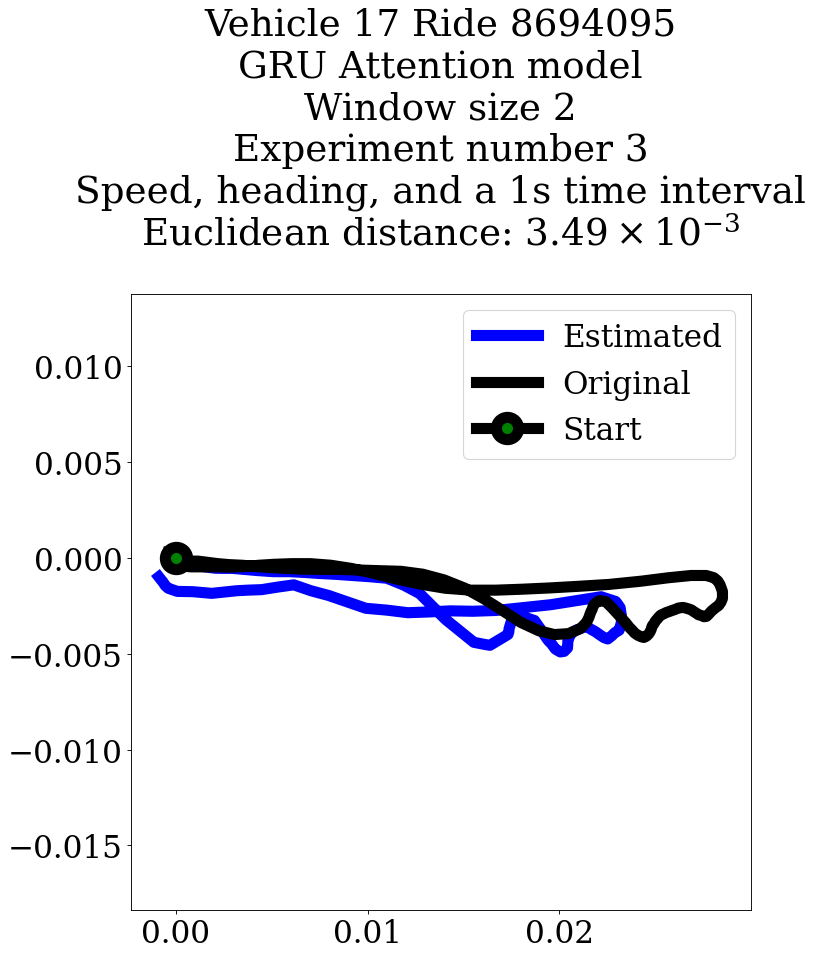 Vehicle 17 Ride 8694095
GRU Attention model
Window size 2
Experiment number 3
Speed, heading, and a 1s time interval
Euclidean distance: 3.49 × 10⁻³
Estimated
Original
Start
0.010
0.005
0.000
−0.005
−0.010
−0.015
0.00 0.01 0.02